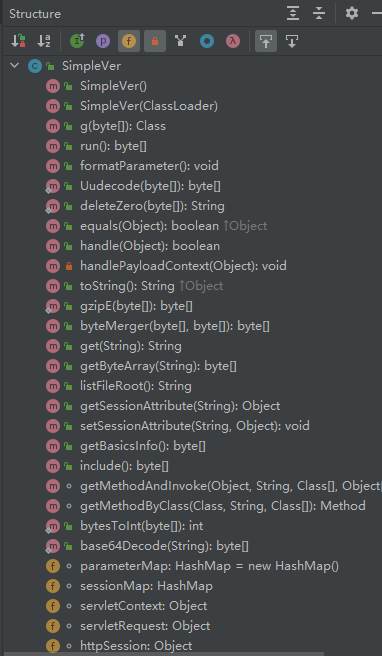 Structure
SimpleVer
SimpleVer()
SimpleVer(ClassLoader)
g(byte[]): Class
run(): byte[]
formatParameter(): void
Uudecode(byte[]): byte[]
deleteZero(byte[]): String
equals(Object): boolean ↑Object
handle(Object): boolean
handlePayloadContext(Object): void
toString(): String ↑Object
gzipE(byte[]): byte[]
byteMerger(byte[], byte[]): byte[]
get(String): String
getByteArray(String): byte[]
listFileRoot(): String
getSessionAttribute(String): Object
setSessionAttribute(String, Object): void
getBasicsInfo(): byte[]
include(): byte[]
getMethodAndInvoke(Object, String, Class[], Object[
getMethodByClass(Class, String, Class[]): Method
bytesToInt(byte[]): int
base64Decode(String): byte[]
parameterMap: HashMap = new HashMap()
sessionMap: HashMap
servletContext: Object
servletRequest: Object
httpSession: Object